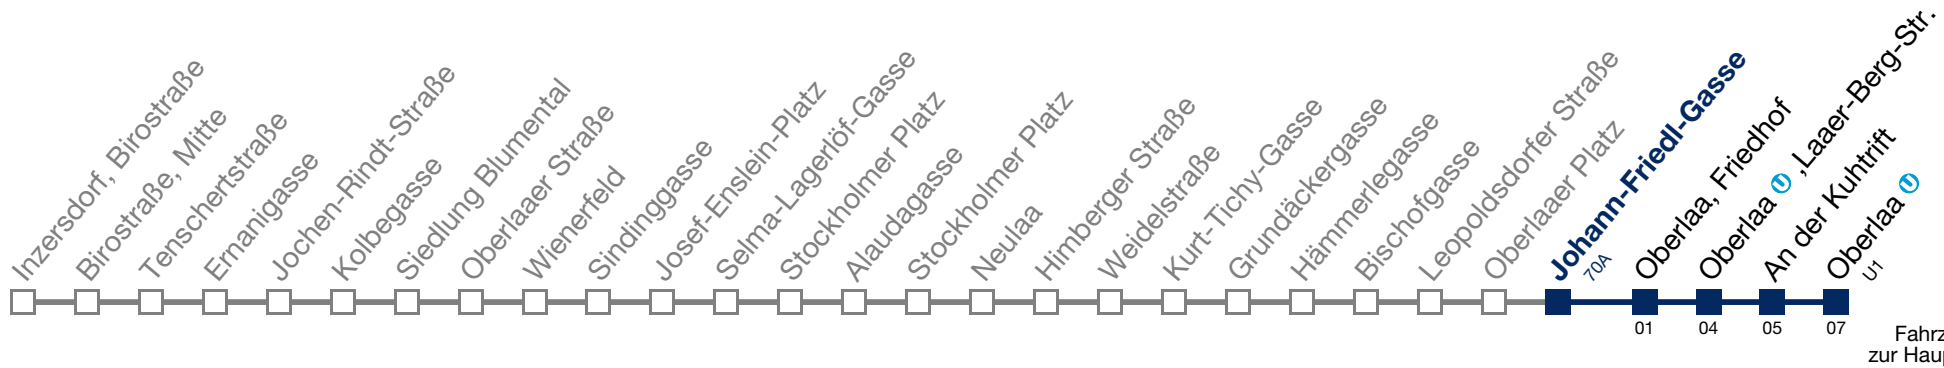 Inzersdorf, Birostraße
Birostraße, Mitte
Tenschertstraße
Ernanigasse
Jochen-Rindt-Straße
Kolbegasse
Siedlung Blumental
Oberlaaer Straße
Wienerfeld
Sindinggasse
Josef-Enslein-Platz
Selma-Lagerlöf-Gasse
Stockholmer Platz
Alaudagasse
Stockholmer Platz
Neulaa
Himberger Straße
Weidelstraße
Kurt-Tichy-Gasse
Grundäckergasse
Hämmerlegasse
Bischofgasse
Leopoldsdorfer Straße
Oberlaaer Platz
Johann-Friedl-Gasse
70A
Oberlaa, Friedhof
Oberlaa U ,Laaer-Berg-Str.
An der Kuhtrift
Oberlaa U
U1
01 04 05 07
Fahrz
zur Haup